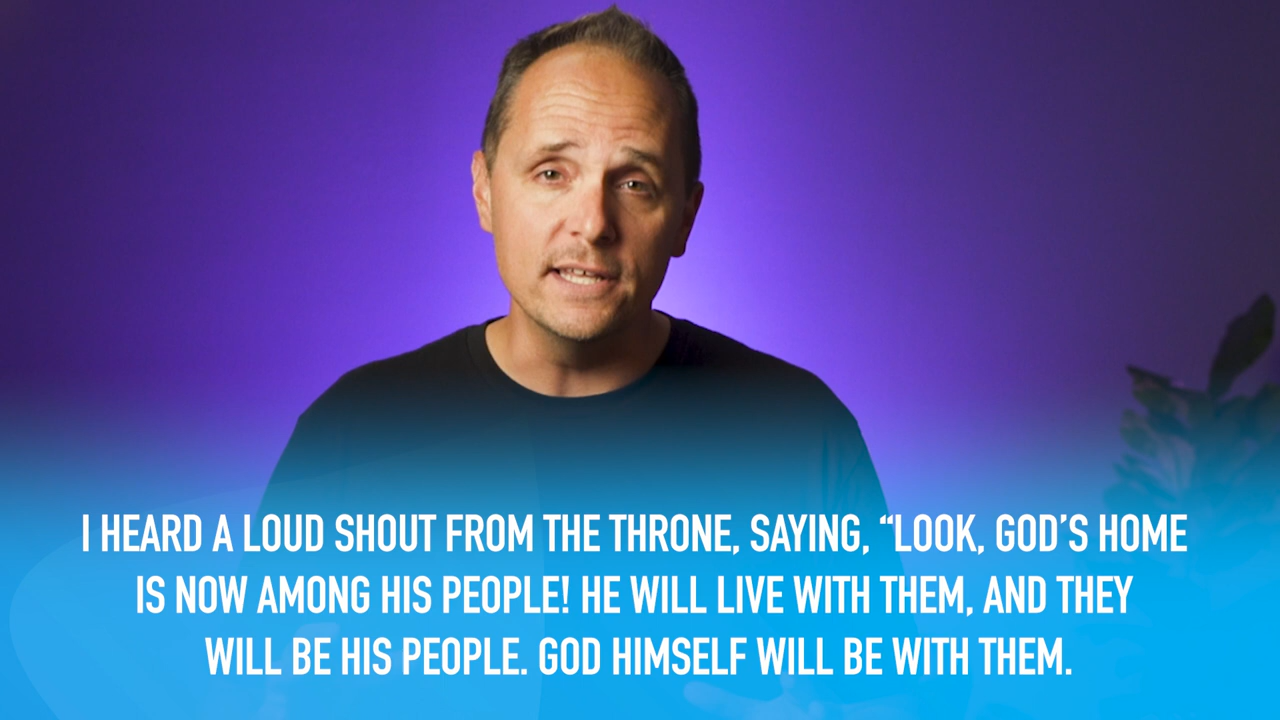 I HEARD A LOUD SHOUT FROM THE THRONE, SAYING, “LOOK, GOD’S HOME
IS NOW AMONG HIS PEOPLE! HE WILL LIVE WITH THEM, AND THEY
WILL BE HIS PEOPLE. GOD HIMSELF WILL BE WITH THEM.